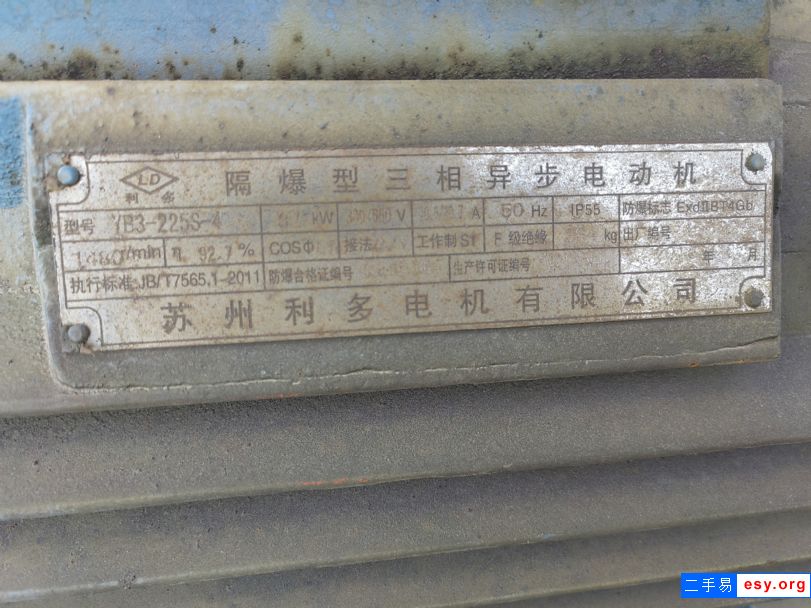 LD
利多
隔爆型三相异步电动机
型号 YB3-225S-4 kW 380/660 V A 50 Hz IP55 防爆标志 ExdⅡBT4Gb
1480r/min η 92.7% COSΦ 接法 工作制 S1 F 级绝缘 kg 出厂编号
执行标准 JB/T7565.1-2011 防爆合格证编号 生产许可证编号 年 月
苏州利多电机有限公司
二手易 esy.org